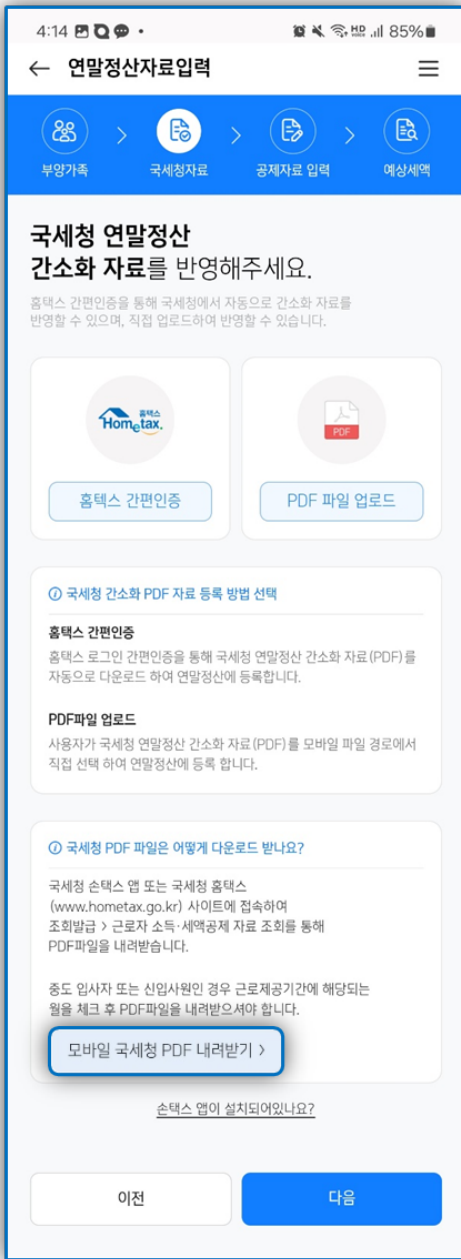 4:14
HD
85%
← 연말정산자료입력
부양가족 > 국세청자료 > 공제자료 입력 > 예상세액
국세청 연말정산
간소화 자료를 반영해주세요.
홈택스 간편인증을 통해 국세청에서 자동으로 간소화 자료를
반영할 수 있으며, 직접 업로드하여 반영할 수 있습니다.
홈택스
Hometax.
PDF
홈텍스 간편인증
PDF 파일 업로드
국세청 간소화 PDF 자료 등록 방법 선택
홈택스 간편인증
홈택스 로그인 간편인증을 통해 국세청 연말정산 간소화 자료(PDF)를
자동으로 다운로드 하여 연말정산에 등록합니다.
PDF파일 업로드
사용자가 국세청 연말정산 간소화 자료(PDF)를 모바일 파일 경로에서
직접 선택 하여 연말정산에 등록 합니다.
국세청 PDF 파일은 어떻게 다운로드 받나요?
국세청 손택스 앱 또는 국세청 홈택스
(www.hometax.go.kr) 사이트에 접속하여
조회발급 > 근로자 소득·세액공제 자료 조회를 통해
PDF파일을 내려받습니다.
중도 입사자 또는 신입사원인 경우 근로제공기간에 해당되는
월을 체크 후 PDF파일을 내려받으셔야 합니다.
모바일 국세청 PDF 내려받기 >
손택스 앱이 설치되어있나요?
이전
다음